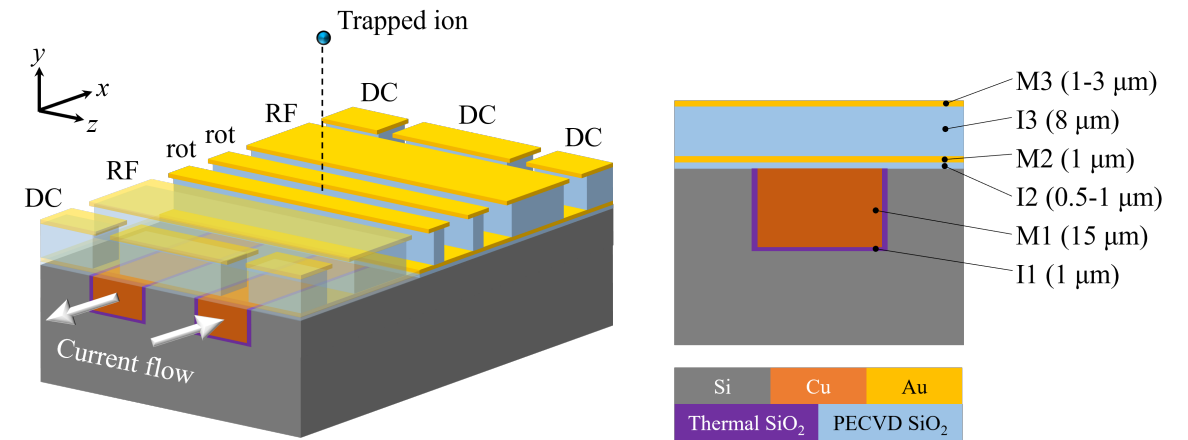 Trapped ion
y
x
z
DC
RF
DC
rot
rot
DC
RF
DC
Current flow
M3 (1-3 μm)
I3 (8 μm)
M2 (1 μm)
I2 (0.5-1 μm)
M1 (15 μm)
I1 (1 μm)
Si
Cu
Au
Thermal SiO₂
PECVD SiO₂